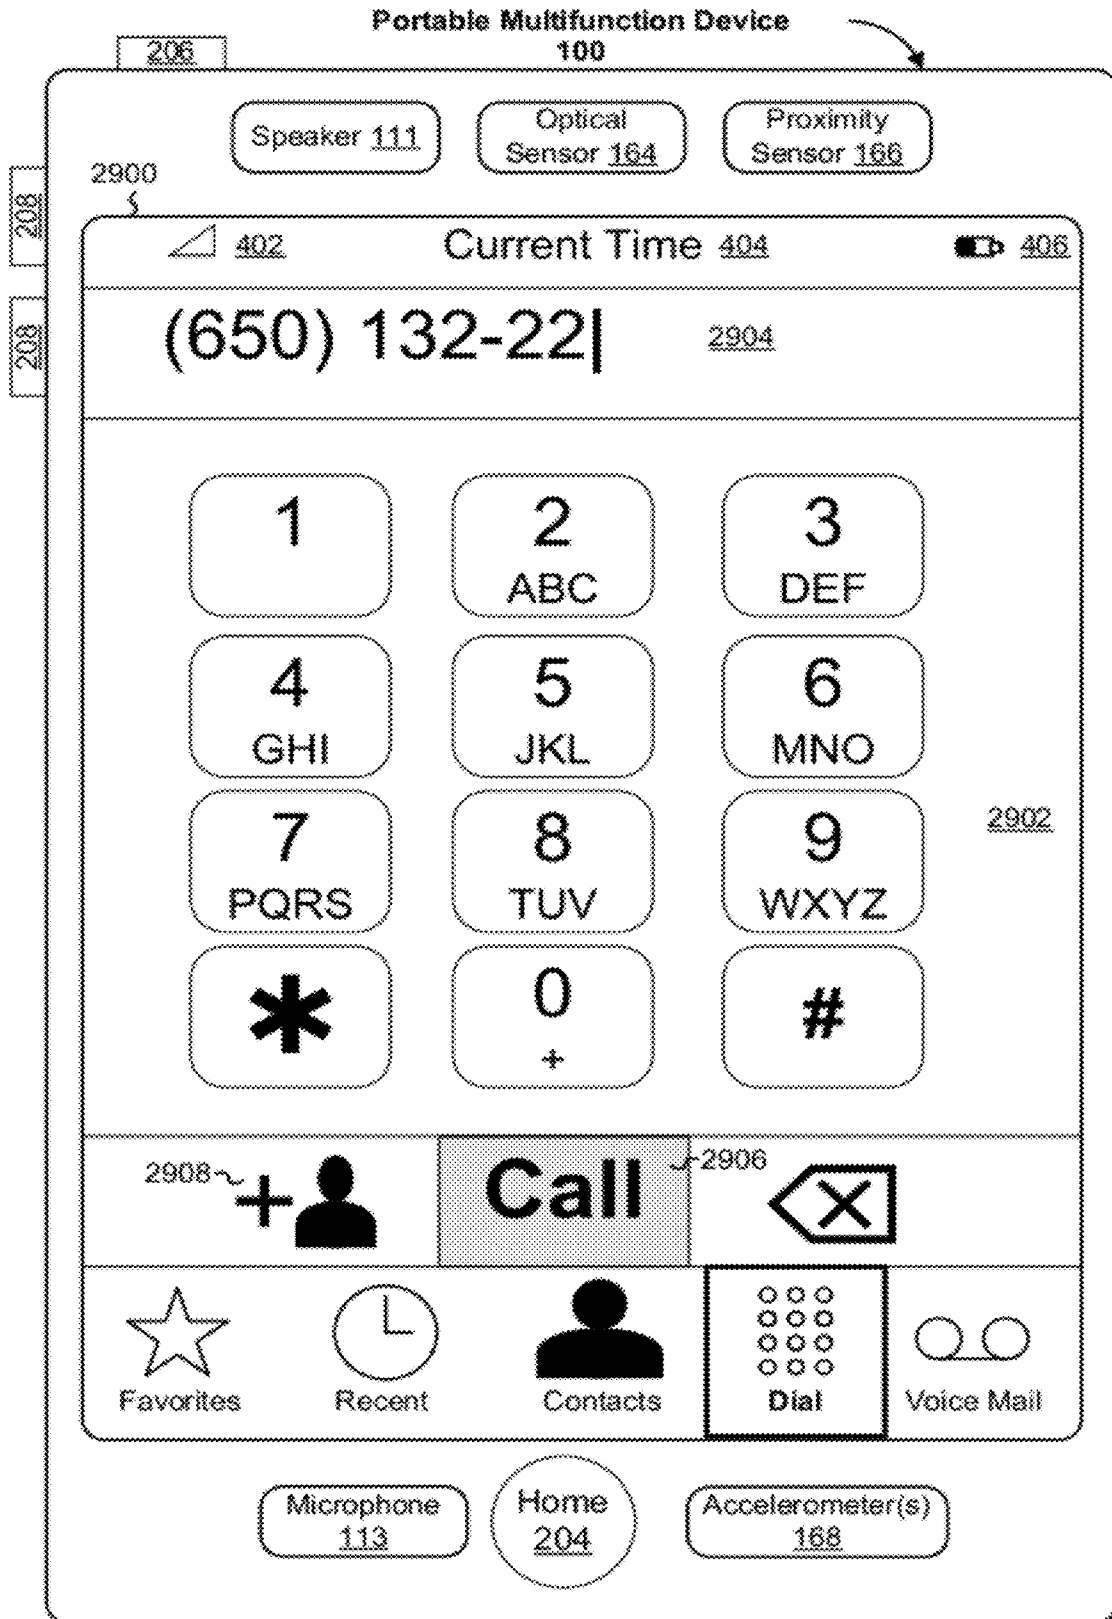 Portable Multifunction Device
100
206
Speaker 111
Optical
Sensor 164
Proximity
Sensor 166
2900
208
402
Current Time 404
406
208
(650) 132-22
2904
1
2
ABC
3
DEF
4
GHI
5
JKL
6
MNO
7
PQRS
8
TUV
9
WXYZ
2902
*
0
+
#
2908
+
Call
2906
Favorites
Recent
Contacts
Dial
Voice Mail
Microphone
113
Home
204
Accelerometer(s)
168